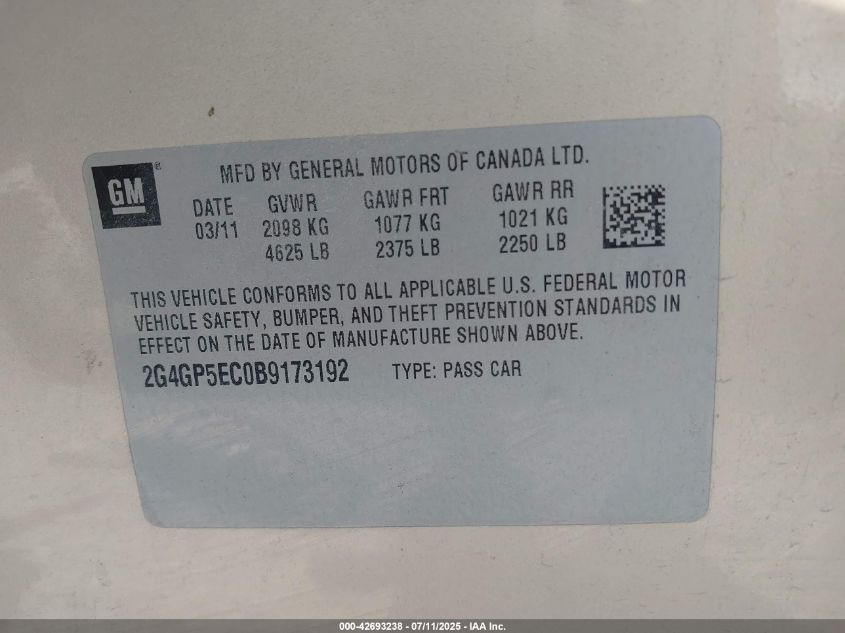 GM ®
MFD BY GENERAL MOTORS OF CANADA LTD.
DATE GVWR GAWR FRT GAWR RR
03/11 2098 KG 1077 KG 1021 KG
4625 LB 2375 LB 2250 LB
THIS VEHICLE CONFORMS TO ALL APPLICABLE U.S. FEDERAL MOTOR
VEHICLE SAFETY, BUMPER, AND THEFT PREVENTION STANDARDS IN
EFFECT ON THE DATE OF MANUFACTURE SHOWN ABOVE.
2G4GP5EC0B9173192 TYPE: PASS CAR
000-42693238 - 07/11/2025 - IAA Inc.